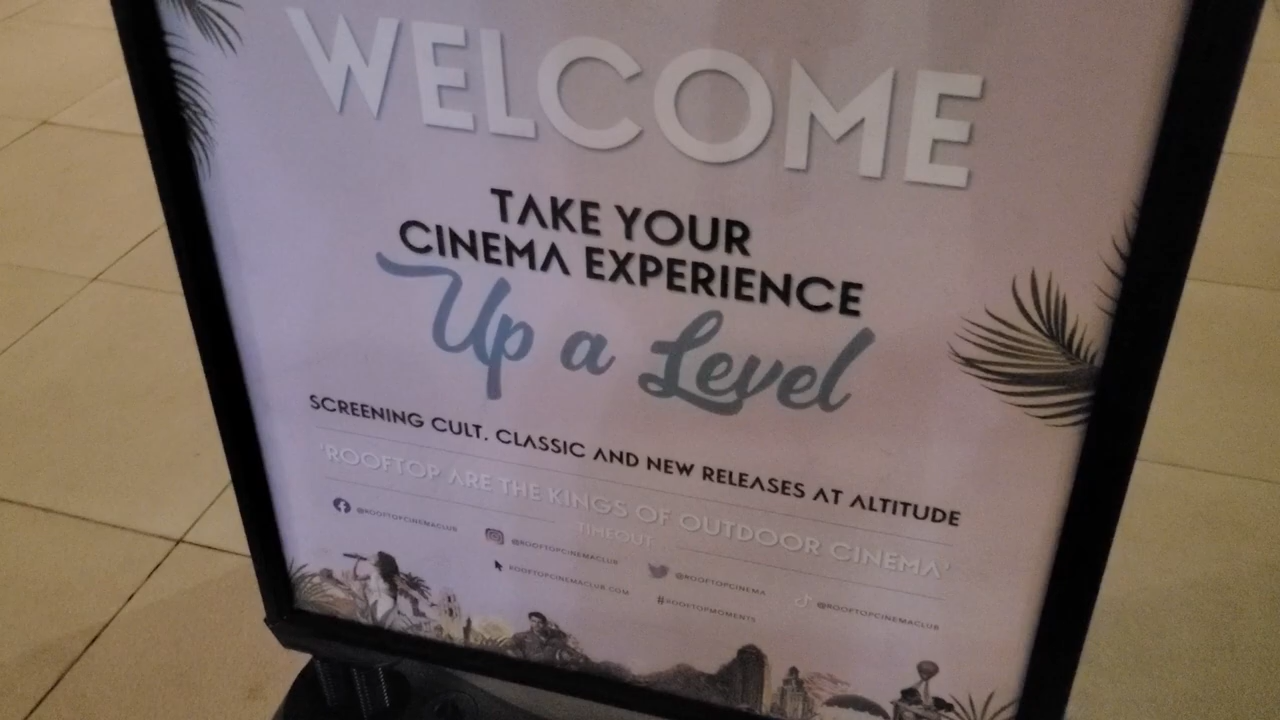 WELCOME
TAKE YOUR
CINEMA EXPERIENCE
Up a Level
SCREENING CULT, CLASSIC AND NEW RELEASES AT ALTITUDE
'ROOFTOP ARE THE KINGS OF OUTDOOR CINEMA'
TIMEOUT
@ROOFTOPCINEMACLUB
@ROOFTOPCINEMACLUB
@ROOFTOPCINEMA
@ROOFTOPCINEMACLUB
ROOFTOPCINEMACLUB.COM
#ROOFTOPMOMENTS